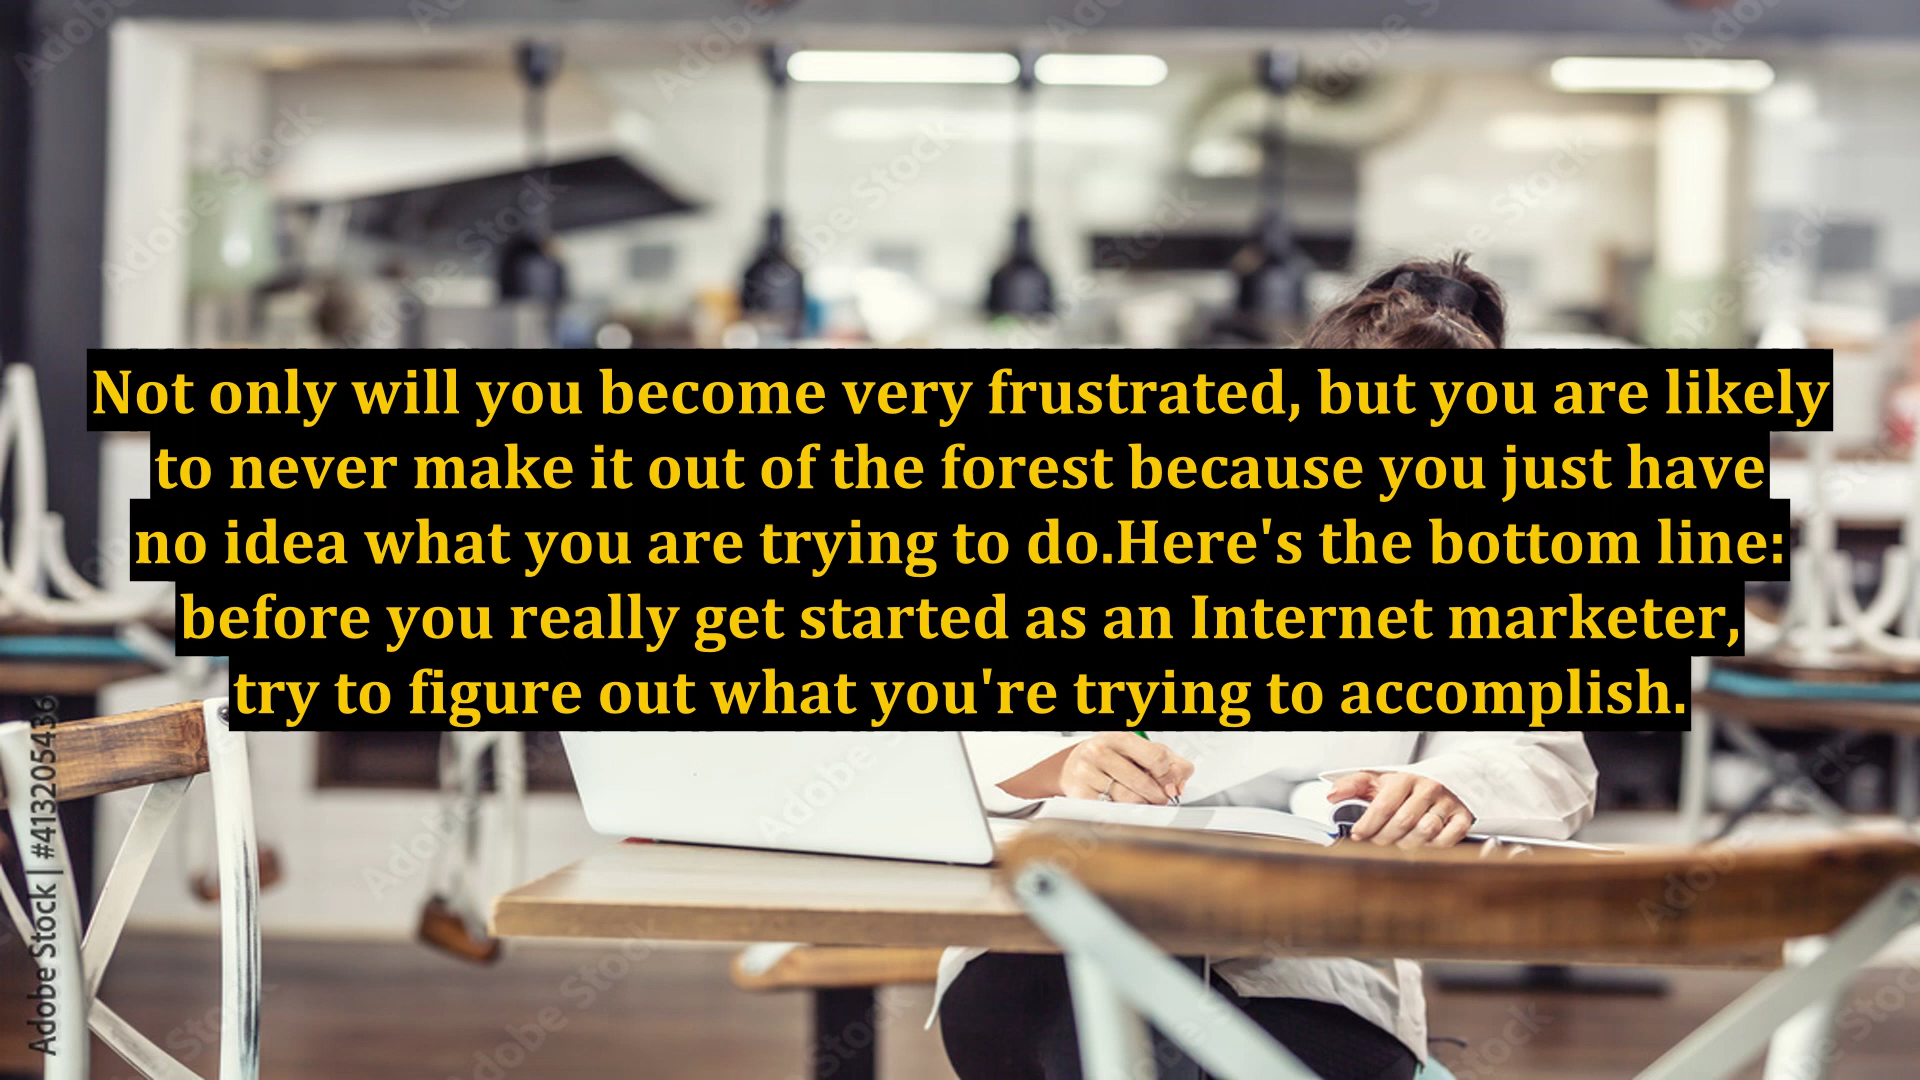 Not only will you become very frustrated, but you are likely
to never make it out of the forest because you just have
no idea what you are trying to do.Here's the bottom line:
before you really get started as an Internet marketer,
try to figure out what you're trying to accomplish.
Adobe Stock | #413205436